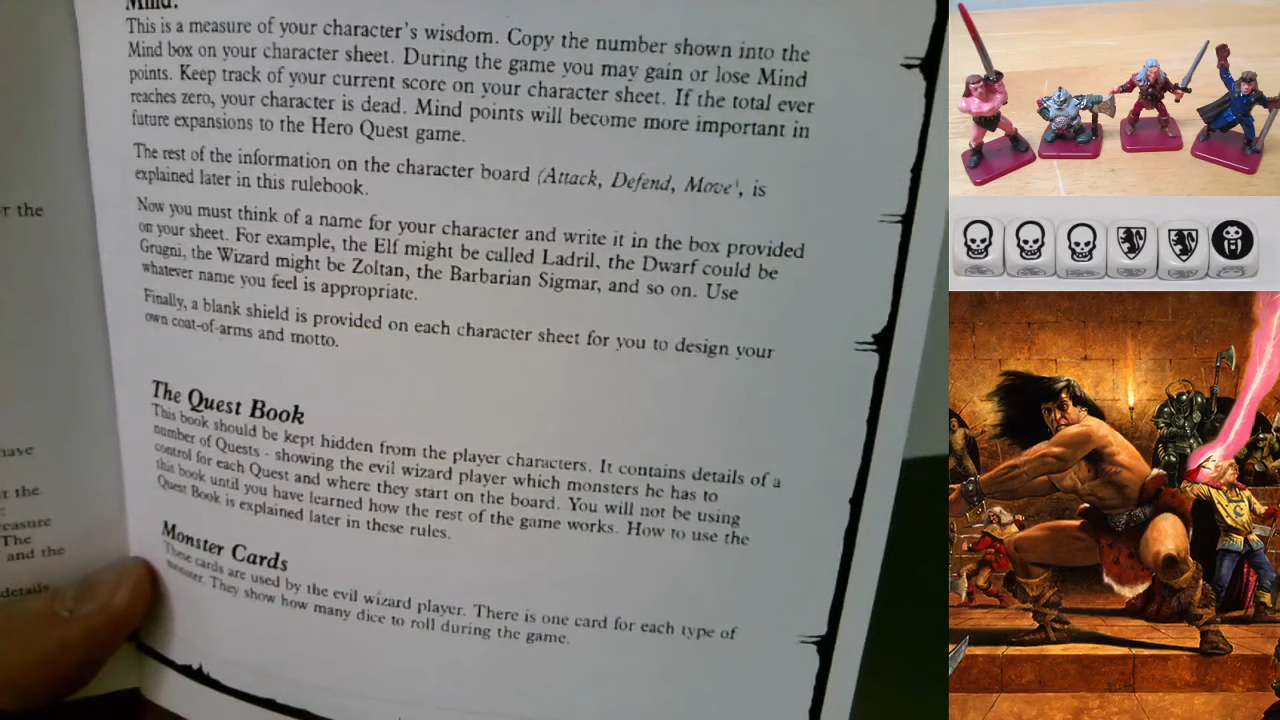 Mind:
This is a measure of your character's wisdom. Copy the number shown into the
Mind box on your character sheet. During the game you may gain or lose Mind
points. Keep track of your current score on your character sheet. If the total ever
reaches zero, your character is dead. Mind points will become more important in
future expansions to the Hero Quest game.
The rest of the information on the character board (Attack, Defend, Move), is
explained later in this rulebook.
Now you must think of a name for your character and write it in the box provided
on your sheet. For example, the Elf might be called Ladril, the Dwarf could be
Grugni, the Wizard might be Zoltan, the Barbarian Sigmar, and so on. Use
whatever name you feel is appropriate.
Finally, a blank shield is provided on each character sheet for you to design your
own coat-of-arms and motto.
The Quest Book
This book should be kept hidden from the player characters. It contains details of a
number of Quests - showing the evil wizard player which monsters he has to
control for each Quest and where they start on the board. You will not be using
this book until you have learned how the rest of the game works. How to use the
Quest Book is explained later in these rules.
Monster Cards
These cards are used by the evil wizard player. There is one card for each type of
monster. They show how many dice to roll during the game.
the
the
The
and the
details